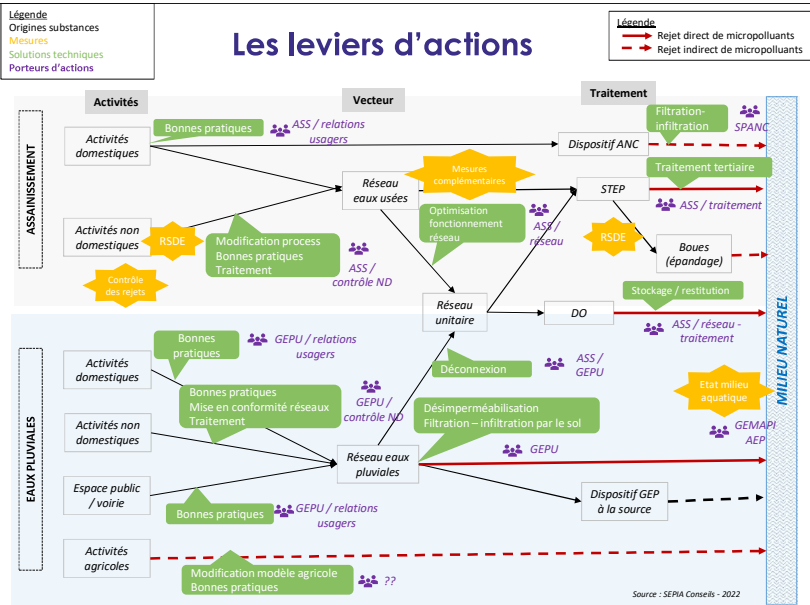 Légende
Origines substances
Mesures
Solutions techniques
Porteurs d'actions
Les leviers d'actions
Légende
Rejet direct de micropolluants
Rejet indirect de micropolluants
Activités
Vecteur
Traitement
ASSAINISSEMENT
Activités
domestiques
Bonnes pratiques
ASS / relations
usagers
Dispositif ANC
Filtration-
infiltration
SPANC
Réseau
eaux usées
Mesures
complémentaires
STEP
Traitement tertiaire
ASS / traitement
Activités non
domestiques
RSDE
Modification process
Bonnes pratiques
Traitement
ASS /
contrôle ND
Optimisation
fonctionnement
réseau
ASS /
réseau
RSDE
Boues
(épandage)
Contrôle
des rejets
Réseau
unitaire
DO
Stockage / restitution
ASS / réseau -
traitement
MILIEU NATUREL
EAUX PLUVIALES
Activités
domestiques
Bonnes
pratiques
GEPU / relations
usagers
Déconnexion
ASS /
GEPU
Bonnes pratiques
Mise en conformité réseaux
Traitement
GEPU /
contrôle ND
Etat milieu
aquatique
GEMAPI
AEP
Activités non
domestiques
Désimperméabilisation
Filtration – infiltration par le sol
GEPU
Réseau eaux
pluviales
Espace public
/ voirie
Bonnes pratiques
GEPU / relations
usagers
Dispositif GEP
à la source
Activités
agricoles
Modification modèle agricole
Bonnes pratiques
??
Source : SEPIA Conseils - 2022